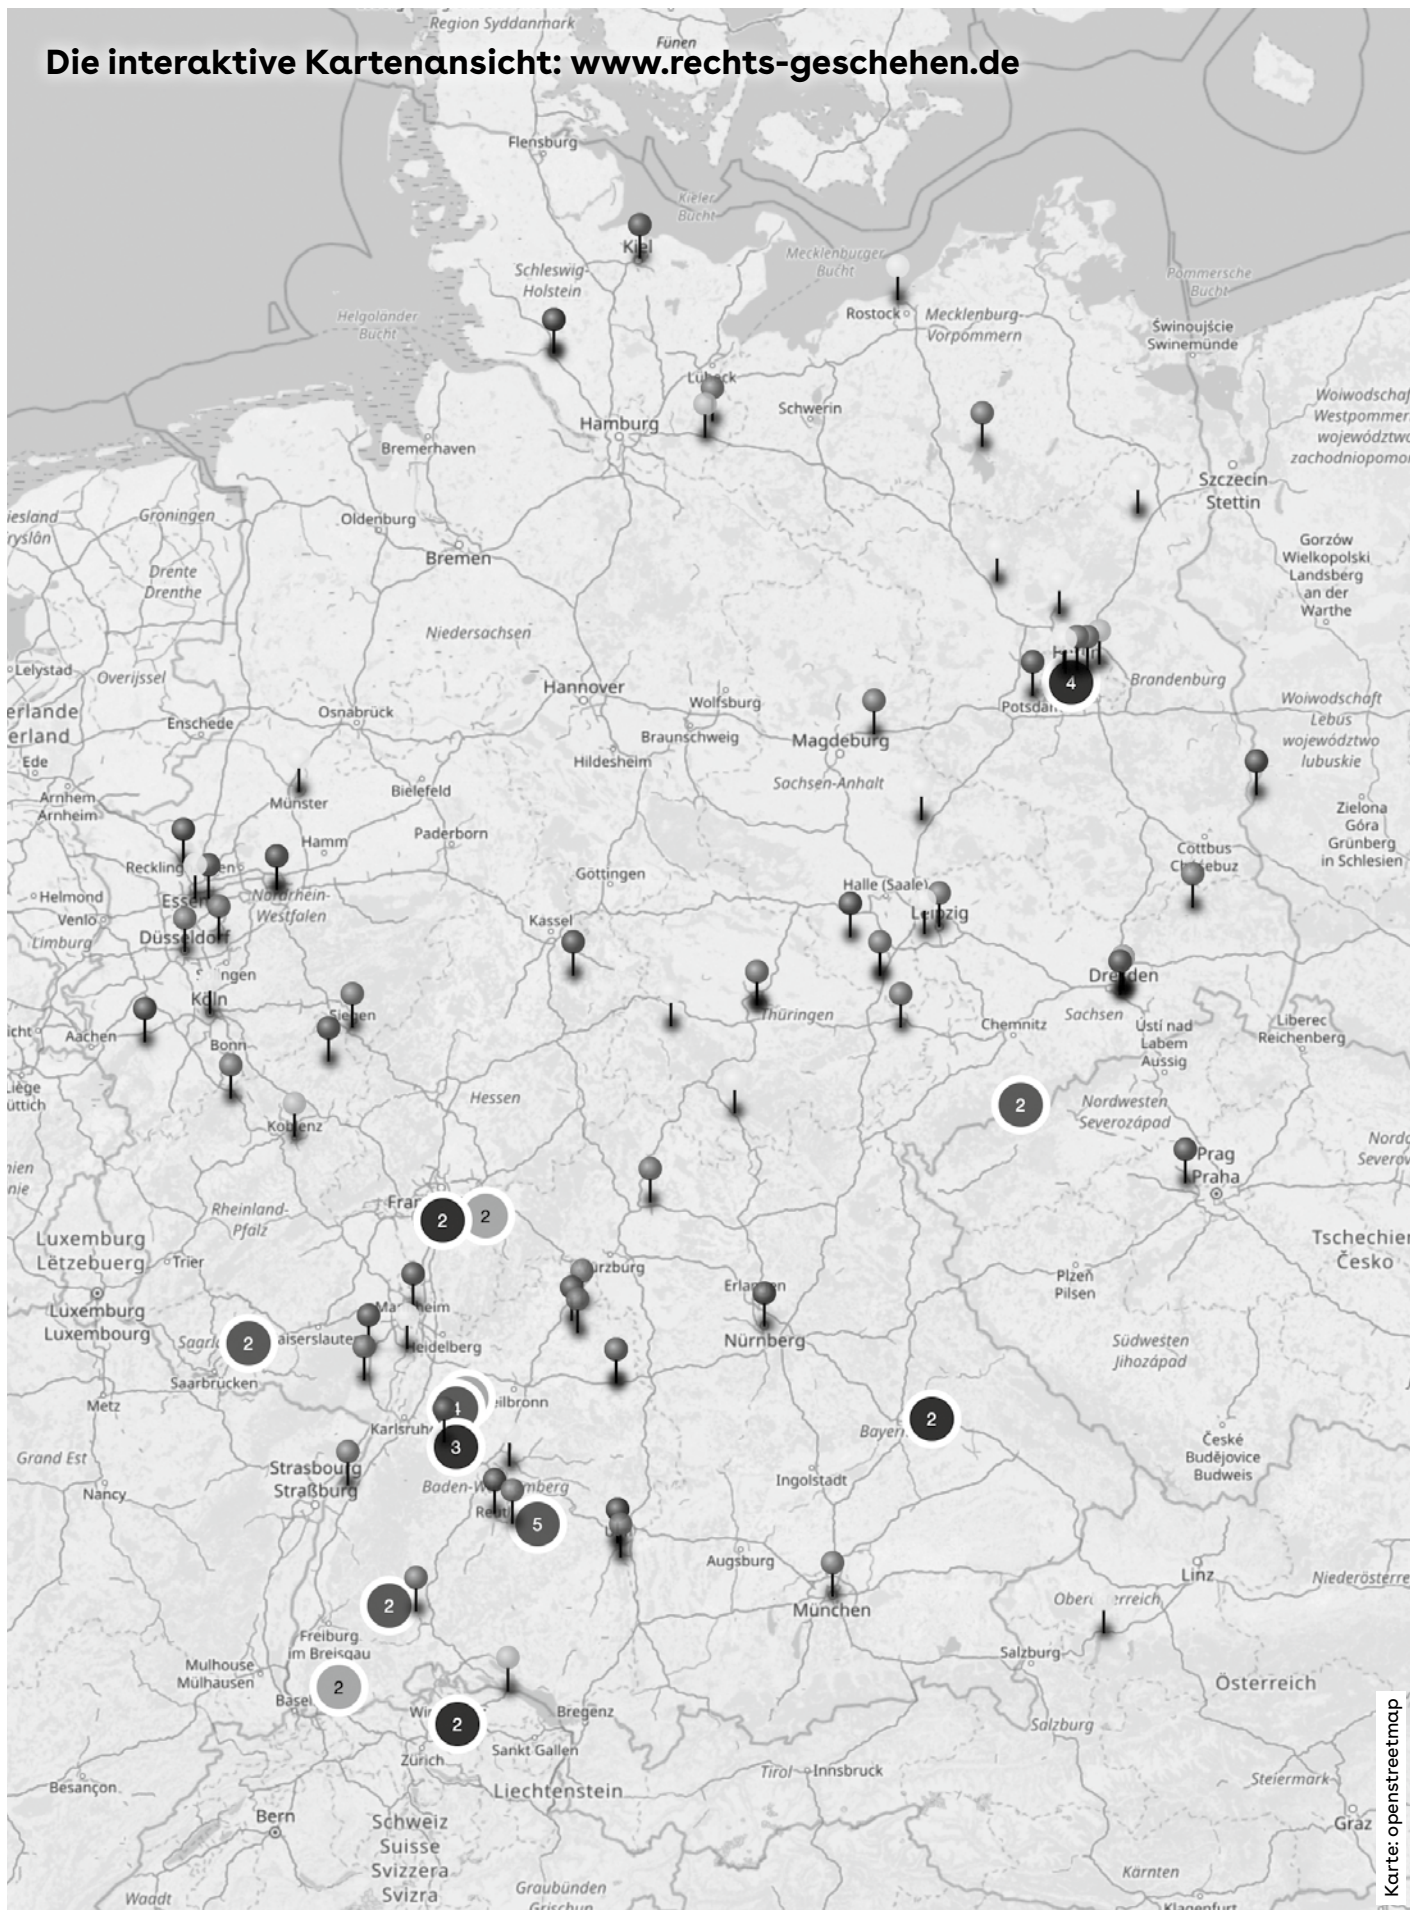 Region Syddanmark
Die interaktive Kartenansicht: www.rechts-geschehen.de
Fünen
Flensburg
Kieler
Bucht
Kiel
Mecklenburger
Bucht
Schleswig-
Holstein
Pommersche
Bucht
Helgoländer
Bucht
Rostock
Mecklenburg-
Vorpommern
Świnoujście
Swinemünde
Lübeck
Schwerin
Hamburg
Bremerhaven
Szczecin
Stettin
Groningen
Oldenburg
Bremen
Gorzów
Wielkopolski
Landsberg
an der
Warthe
Drente
Drenthe
Niedersachsen
Lelystad
Overijssel
Hannover
Wolfsburg
4
Brandenburg
Potsdam
Woiwodschaft
Lebus
województwo
lubuskie
Enschede
Osnabrück
Braunschweig
Magdeburg
Hildesheim
Sachsen-Anhalt
Ede
Arnhem
Arnheim
Münster
Bielefeld
Zielona
Góra
Grünberg
in Schlesien
Hamm
Paderborn
Cottbus
Chóśebuz
Göttingen
Halle (Saale)
Helmond
Essen
Nordrhein-
Westfalen
Venlo
Limburg
Düsseldorf
Kassel
Leipzig
Dresden
Köln
Siegen
Thüringen
Chemnitz
Sachsen
Ústí nad
Labem
Aussig
Liberec
Reichenberg
Aachen
Bonn
Hessen
2
Nordwesten
Severozápad
Koblenz
Prag
Praha
Rheinland-
Pfalz
2
2
Luxemburg
Lëtzebuerg
Trier
Tschechien
Česko
Luxemburg
Luxembourg
Erlangen
Plzeň
Pilsen
Mannheim
2
Heidelberg
Nürnberg
Südwesten
Jihozápad
Saarbrücken
Metz
4
Karlsruhe
3
2
Bayern
Grand Est
České
Budějovice
Budweis
Strasbourg
Straßburg
Nancy
Baden-Württemberg
Ingolstadt
5
Augsburg
Linz
München
2
Freiburg
im Breisgau
Salzburg
Mulhouse
Mülhausen
Österreich
2
Basel
2
Bregenz
Salzburg
Zürich
Sankt Gallen
Tirol
Innsbruck
Steiermark
Besançon
Liechtenstein
Bern
Schweiz
Suisse
Svizzera
Svizra
Graz
Kärnten
Waadt
Graubünden
Grischun
Klagenfurt
Karte: openstreetmap